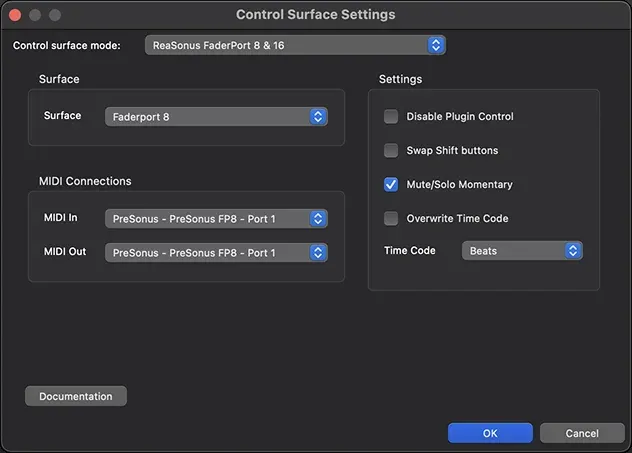 Control Surface Settings
Control surface mode: ReaSonus FaderPort 8 & 16
Surface
Surface Faderport 8
MIDI Connections
MIDI In PreSonus - PreSonus FP8 - Port 1
MIDI Out PreSonus - PreSonus FP8 - Port 1
Settings
Disable Plugin Control
Swap Shift buttons
Mute/Solo Momentary
Overwrite Time Code
Time Code Beats
Documentation
OK Cancel